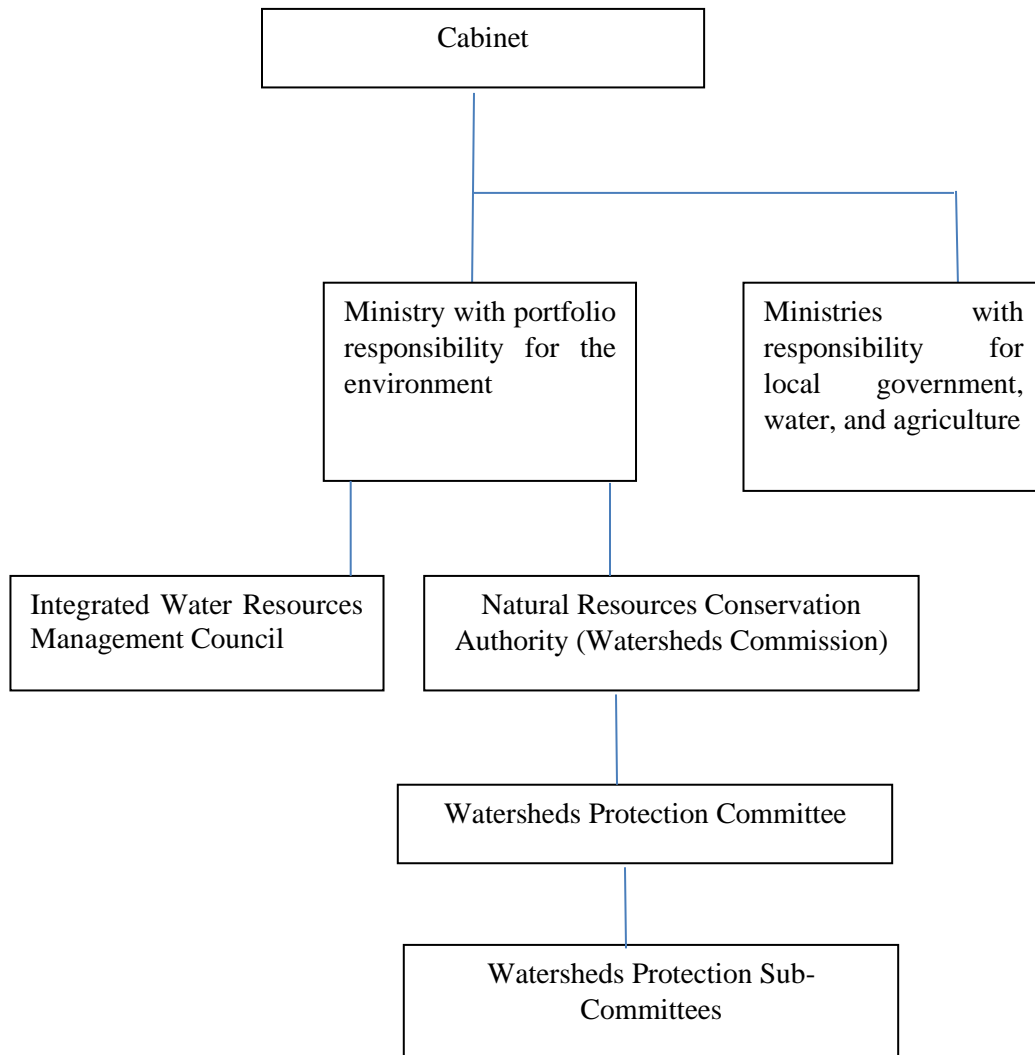 Cabinet
Ministry with portfolio
responsibility for the
environment
Ministries with
responsibility for
local government,
water, and agriculture
Integrated Water Resources
Management Council
Natural Resources Conservation
Authority (Watersheds Commission)
Watersheds Protection Committee
Watersheds Protection Sub-
Committees